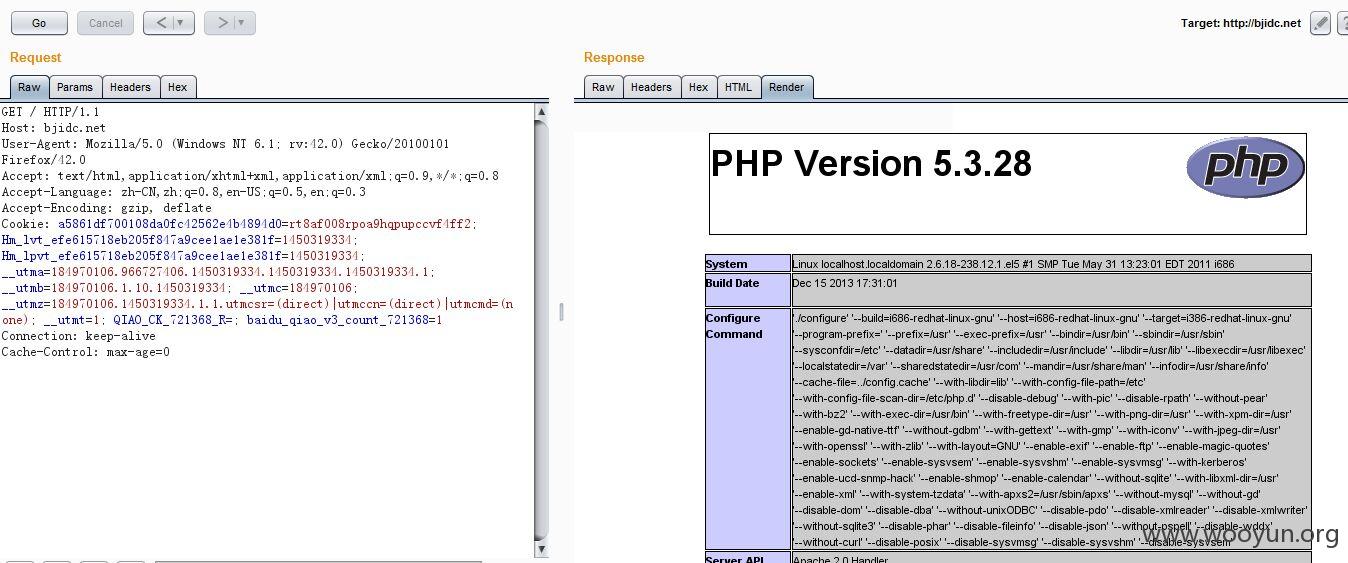 Go
Cancel
<
>
Target: http://bjidc.net
Request
Response
Raw Params Headers Hex
Raw Headers Hex HTML Render
GET / HTTP/1.1
Host: bjidc.net
User-Agent: Mozilla/5.0 (Windows NT 6.1; rv:42.0) Gecko/20100101
Firefox/42.0
Accept: text/html,application/xhtml+xml,application/xml;q=0.9,*/*;q=0.8
Accept-Language: zh-CN,zh;q=0.8,en-US;q=0.5,en;q=0.3
Accept-Encoding: gzip, deflate
Cookie: a5861df700108da0fc42562e4b4894d0=rt8af008rpoa9hqpupccvf4ff2;
Hm_lvt_efe615718eb205f847a9cee1ae1e381f=1450319334;
Hm_lpvt_efe615718eb205f847a9cee1ae1e381f=1450319334;
__utma=184970106.966727406.1450319334.1450319334.1450319334.1;
__utmb=184970106.1.10.1450319334; __utmc=184970106;
__utmz=184970106.1450319334.1.1.utmcsr=(direct)|utmccn=(direct)|utmcmd=(n
one); __utmt=1; QIAO_CK_721368_R=; baidu_qiao_v3_count_721368=1
Connection: keep-alive
Cache-Control: max-age=0
PHP Version 5.3.28
php
System
Linux localhost.localdomain 2.6.18-238.12.1.el5 #1 SMP Tue May 31 13:23:01 EDT 2011 i686
Build Date
Dec 15 2013 17:31:01
Configure
Command
'./configure' '--build=i686-redhat-linux-gnu' '--host=i686-redhat-linux-gnu' '--target=i386-redhat-linux-gnu'
'--program-prefix=' '--prefix=/usr' '--exec-prefix=/usr' '--bindir=/usr/bin' '--sbindir=/usr/sbin'
'--sysconfdir=/etc' '--datadir=/usr/share' '--includedir=/usr/include' '--libdir=/usr/lib' '--libexecdir=/usr/libexec'
'--localstatedir=/var' '--sharedstatedir=/usr/com' '--mandir=/usr/share/man' '--infodir=/usr/share/info'
'--cache-file=../config.cache' '--with-libdir=lib' '--with-config-file-path=/etc'
'--with-config-file-scan-dir=/etc/php.d' '--disable-debug' '--with-pic' '--disable-rpath' '--without-pear'
'--with-bz2' '--with-exec-dir=/usr/bin' '--with-freetype-dir=/usr' '--with-png-dir=/usr' '--with-xpm-dir=/usr'
'--enable-gd-native-ttf' '--without-gdbm' '--with-gettext' '--with-gmp' '--with-iconv' '--with-jpeg-dir=/usr'
'--with-openssl' '--with-zlib' '--with-layout=GNU' '--enable-exif' '--enable-ftp' '--enable-magic-quotes'
'--enable-sockets' '--enable-sysvsem' '--enable-sysvshm' '--enable-sysvmsg' '--with-kerberos'
'--enable-ucd-snmp-hack' '--enable-shmop' '--enable-calendar' '--without-sqlite' '--with-libxml-dir=/usr'
'--enable-xml' '--with-system-tzdata' '--with-apxs2=/usr/sbin/apxs' '--without-mysql' '--without-gd'
'--disable-dom' '--disable-dba' '--without-unixODBC' '--disable-pdo' '--disable-xmlreader' '--disable-xmlwriter'
'--without-sqlite3' '--disable-phar' '--disable-fileinfo' '--disable-json' '--without-pspell' '--disable-wddx'
'--without-curl' '--disable-posix' '--disable-sysvmsg' '--disable-sysvshm' '--disable-sysvsem'
Server API
Apache 2.0 Handler
www.wooyun.org